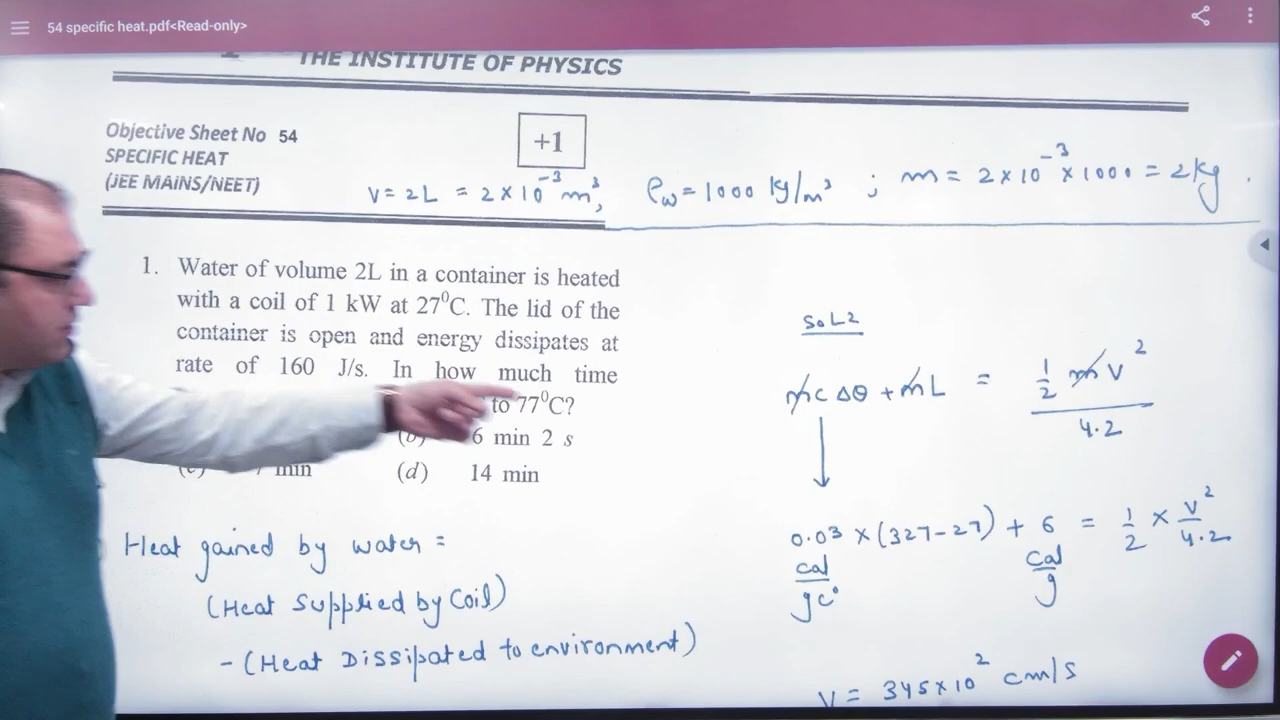 54 specific heat.pdf<Read-only>
THE INSTITUTE OF PHYSICS
Objective Sheet No 54
SPECIFIC HEAT
(JEE MAINS/NEET)
+1
V = 2L = 2 × 10⁻³ m³, ρw = 1000 kg/m³ ; m = 2 × 10⁻³ × 1000 = 2kg.
1. Water of volume 2L in a container is heated
with a coil of 1 kW at 27⁰C. The lid of the
container is open and energy dissipates at
rate of 160 J/s. In how much time
to 77⁰C?
(b) 6 min 2 s
(c) 7 min (d) 14 min
Heat gained by water =
(Heat Supplied by Coil)
- (Heat Dissipated to environment)
SOL2
mcΔθ + mL = ½ m v² / 4.2
0.03 × (327-27) + 6 = ½ × v²/4.2
cal/gc° cal/g
V = 345×10² cm/s